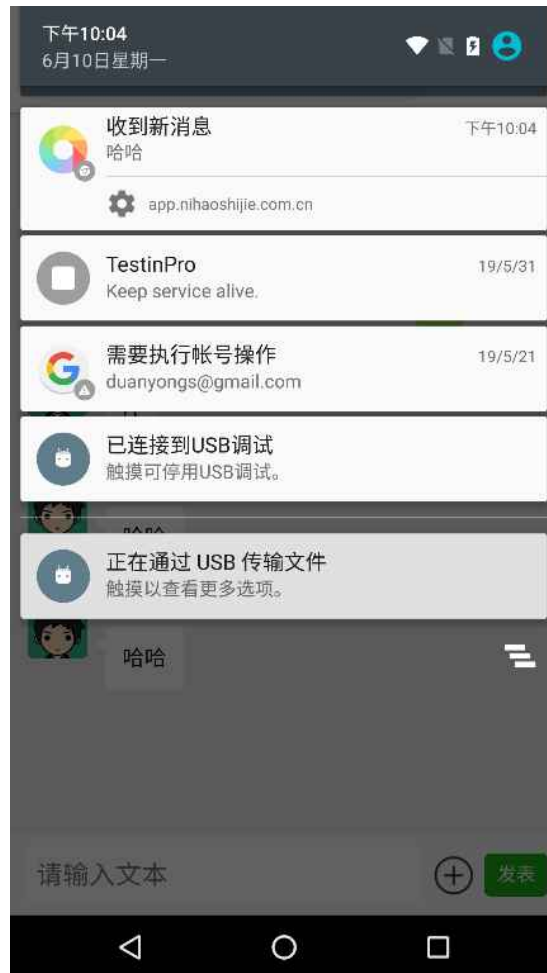 下午10:04
6月10日星期一
收到新消息
下午10:04
哈哈
app.nihaoshijie.com.cn
TestinPro
19/5/31
Keep service alive.
需要执行帐号操作
19/5/21
duanyongs@gmail.com
已连接到USB调试
触摸可停用USB调试。
正在通过 USB 传输文件
触摸以查看更多选项。
哈哈
请输入文本
发表